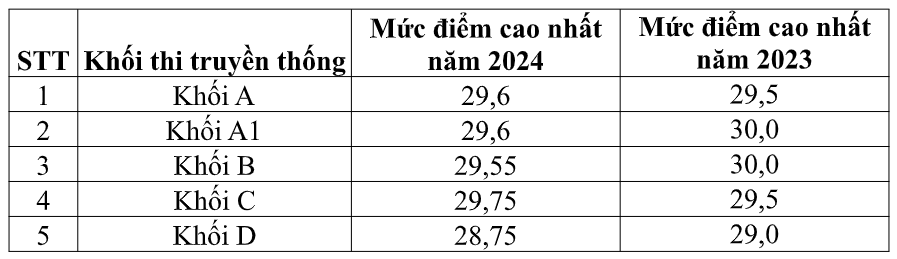 STT Khối thi truyền thống Mức điểm cao nhất năm 2024 Mức điểm cao nhất năm 2023
1 Khối A 29,6 29,5
2 Khối A1 29,6 30,0
3 Khối B 29,55 30,0
4 Khối C 29,75 29,5
5 Khối D 28,75 29,0